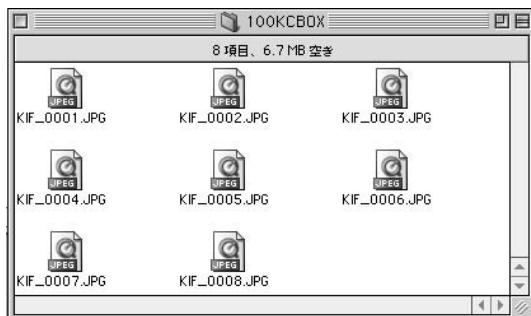 100KCBOX
8 項目、6.7 MB 空き
JPEG JPEG JPEG
KIF_0001.JPG KIF_0002.JPG KIF_0003.JPG
JPEG JPEG JPEG
KIF_0004.JPG KIF_0005.JPG KIF_0006.JPG
JPEG JPEG
KIF_0007.JPG KIF_0008.JPG